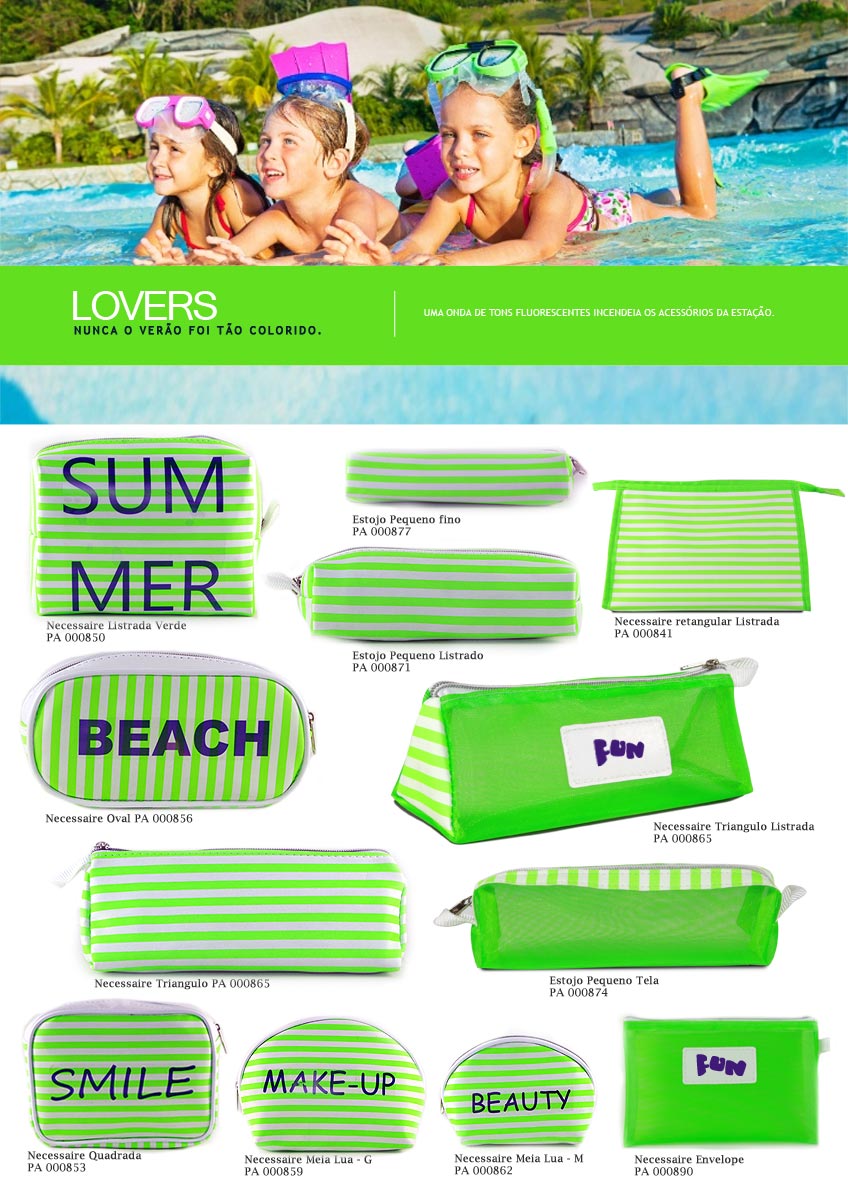 LOVERS
NUNCA O VERÃO FOI TÃO COLORIDO.
UMA ONDA DE TONS FLUORESCENTES INCENDEIA OS ACESSÓRIOS DA ESTAÇÃO.
SUM
MER
Necessaire Listrada Verde
PA 000850
Estojo Pequeno fino
PA 000877
Estojo Pequeno Listrado
PA 000871
Necessaire retangular Listrada
PA 000841
BEACH
Necessaire Oval PA 000856
FUN
Necessaire Triangulo Listrada
PA 000865
Necessaire Triangulo PA 000865
Estojo Pequeno Tela
PA 000874
SMILE
Necessaire Quadrada
PA 000853
MAKE-UP
Necessaire Meia Lua - G
PA 000859
BEAUTY
Necessaire Meia Lua - M
PA 000862
FUN
Necessaire Envelope
PA 000890